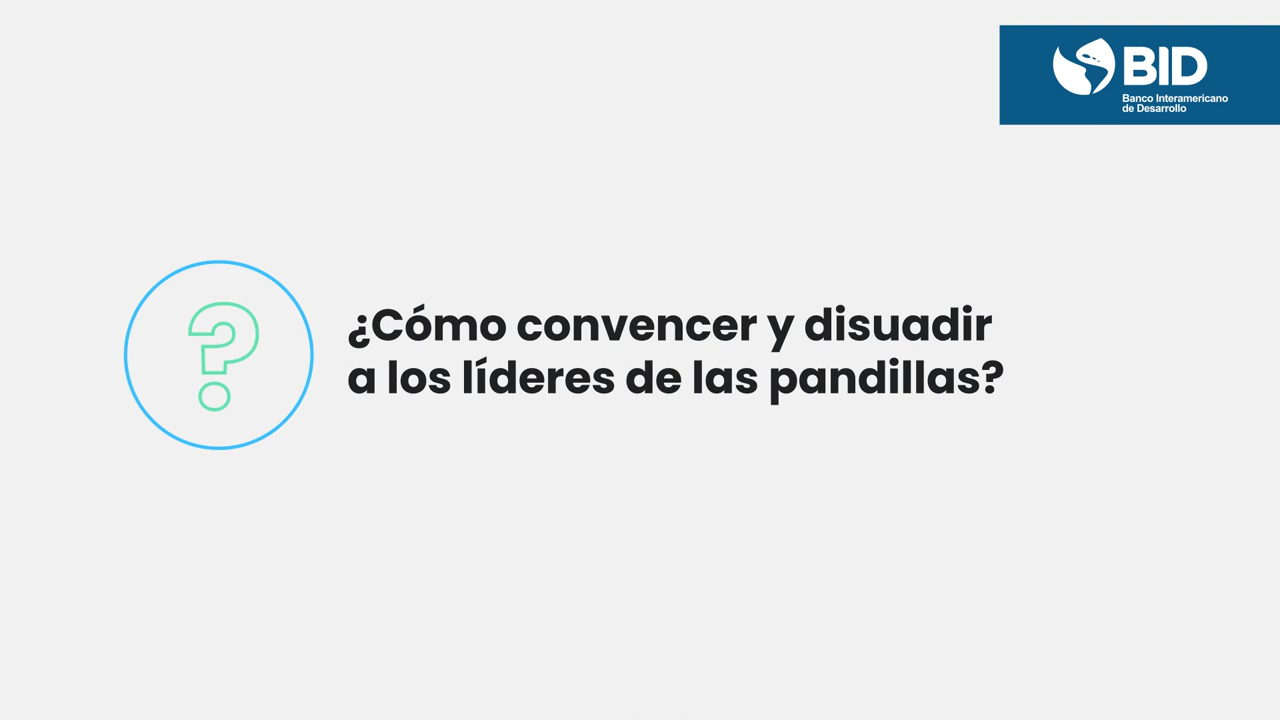 BID
Banco Interamericano
de Desarrollo
?
¿Cómo convencer y disuadir
a los líderes de las pandillas?